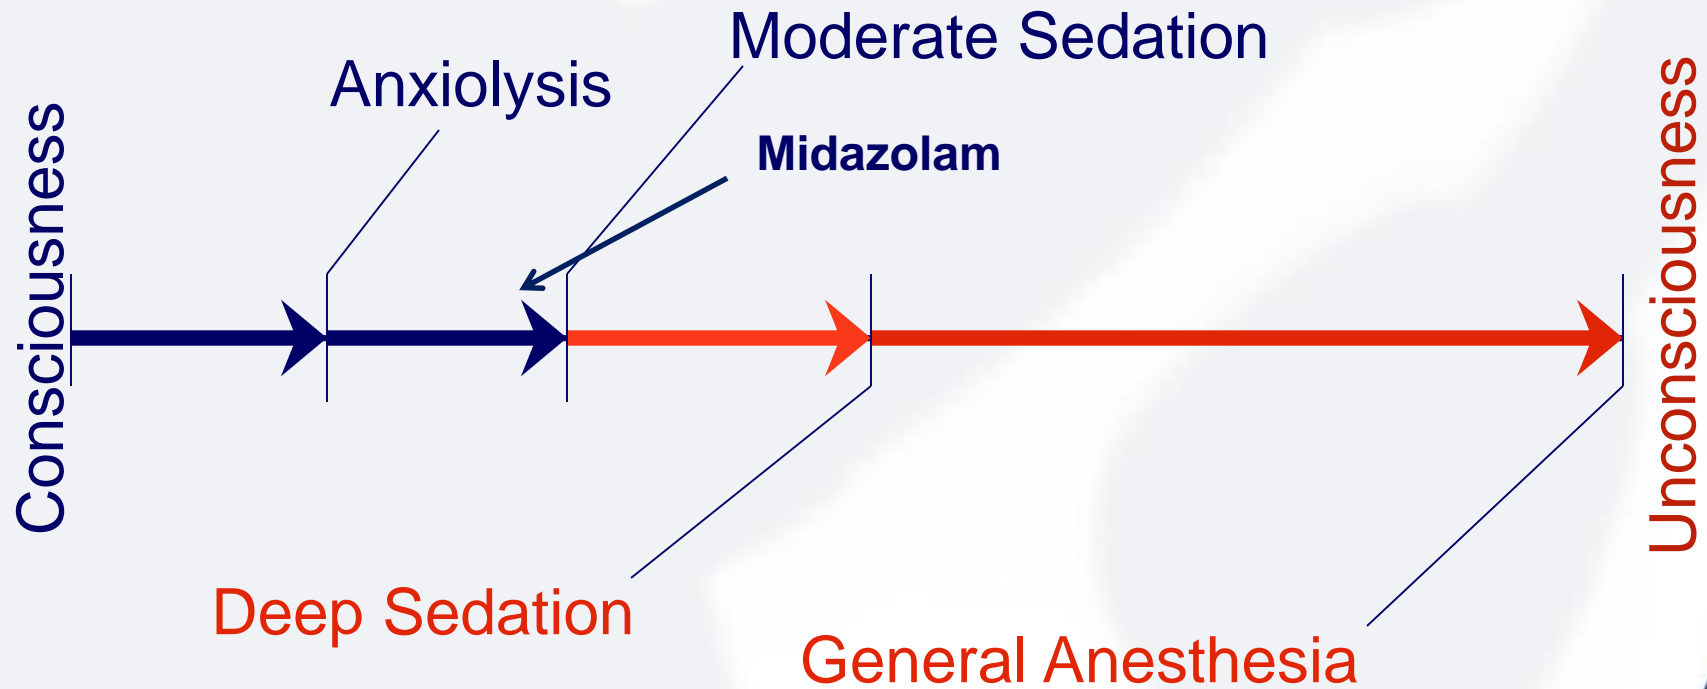 Moderate Sedation
Anxiolysis
Midazolam
Consciousness
Unconsciousness
Deep Sedation
General Anesthesia